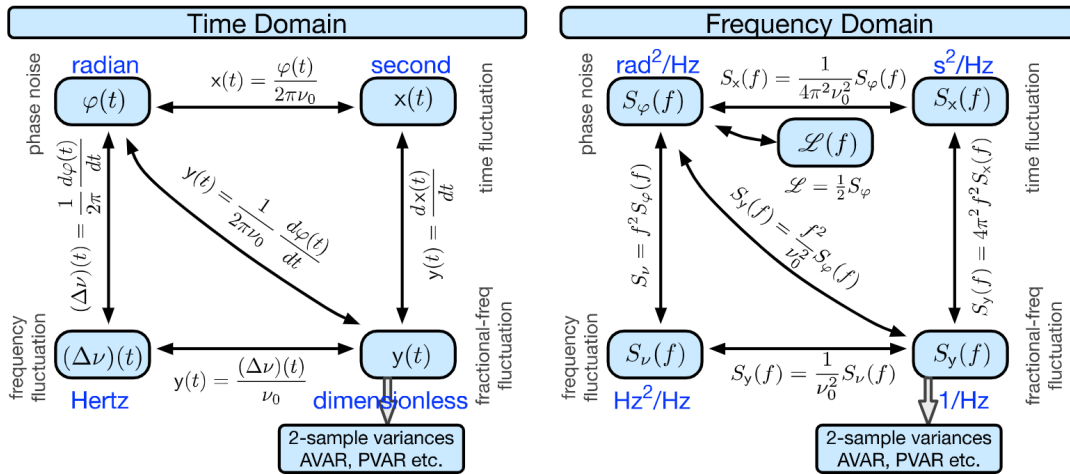 Time Domain
radian
x(t) = φ(t) / 2πν₀
second
phase noise
φ(t)
x(t)
time fluctuation
(Δν)(t) = 1/2π dφ(t)/dt
y(t) = 1/2πν₀ dφ(t)/dt
y(t) = dx(t)/dt
frequency
fluctuation
(Δν)(t)
y(t) = (Δν)(t) / ν₀
y(t)
fractional-freq
fluctuation
Hertz
dimensionless
2-sample variances
AVAR, PVAR etc.
Frequency Domain
rad²/Hz
Sₓ(f) = 1/4π²ν₀² S_φ(f)
s²/Hz
phase noise
S_φ(f)
Sₓ(f)
time fluctuation
ℒ(f)
ℒ = ½S_φ
S_ν = f²S_φ(f)
S_y(f) = f²/ν₀² S_φ(f)
S_y(f) = 4π²f²Sₓ(f)
frequency
fluctuation
S_ν(f)
S_y(f) = 1/ν₀² S_ν(f)
S_y(f)
fractional-freq
fluctuation
Hz²/Hz
1/Hz
2-sample variances
AVAR, PVAR etc.